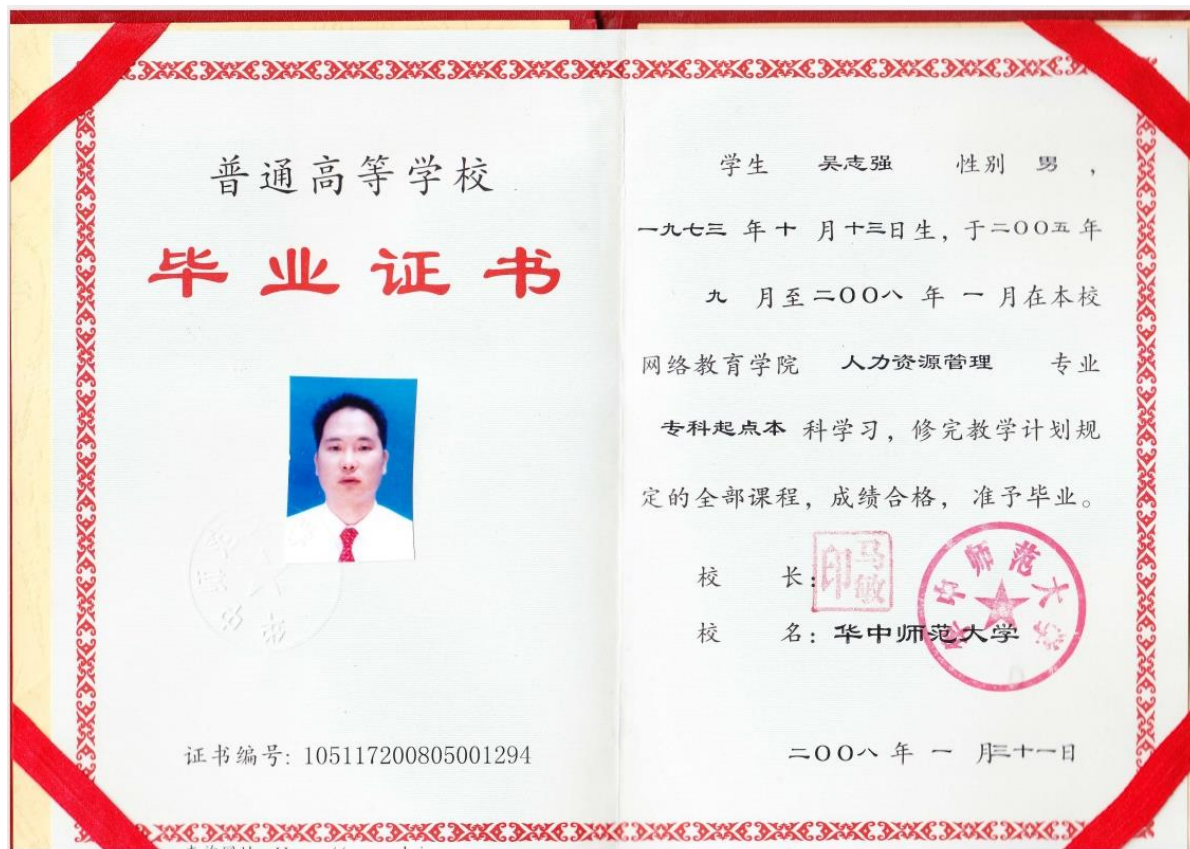 普通高等学校
毕业证书
证书编号: 105117200805001294
学生 吴志强 性别 男,
一九七三 年 十 月 十三日生, 于二〇〇五 年
九 月至二〇〇八 年 一 月在本校
网络教育学院 人力资源管理 专业
专科起点本 科学习, 修完教学计划规
定的全部课程, 成绩合格, 准予毕业。
校 长:
马敏
印
校 名: 华中师范大学
华中师范大学
二〇〇八 年 一 月三十一日